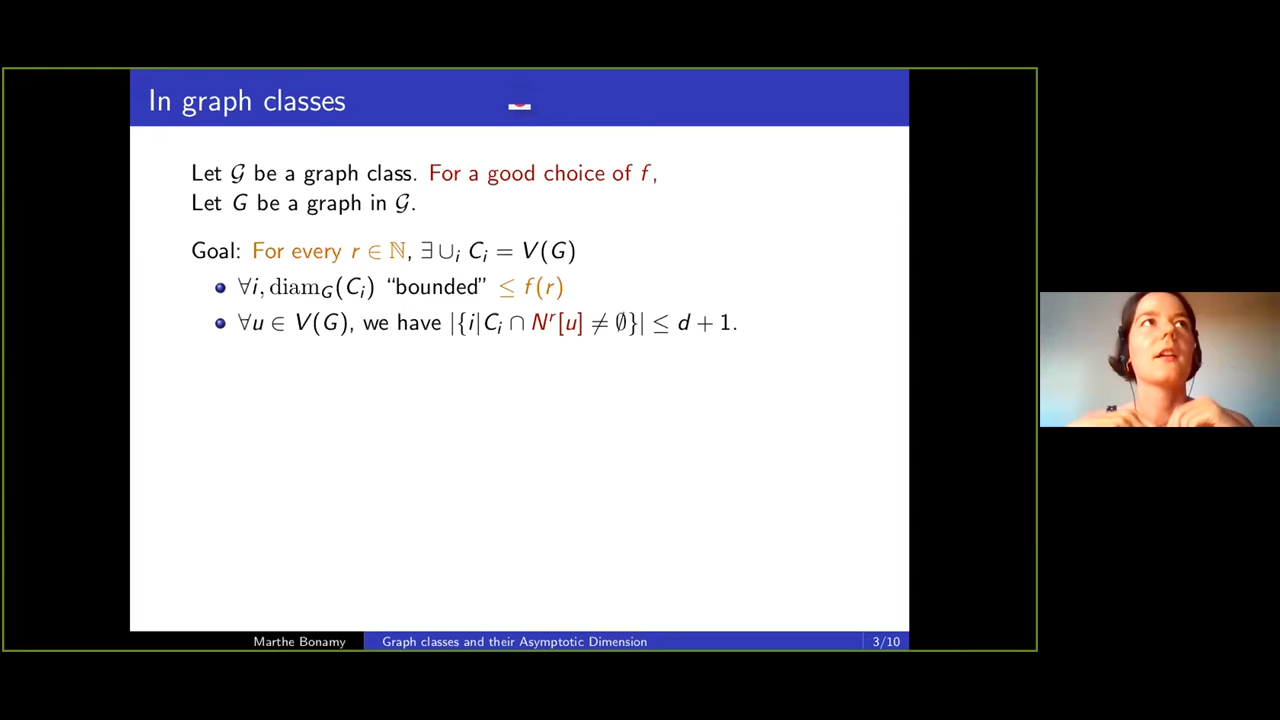 In graph classes
Let 𝒢 be a graph class. For a good choice of f,
Let G be a graph in 𝒢.
Goal: For every r ∈ ℕ, ∃ ∪ᵢ Cᵢ = V(G)
∀i, diam_G(Cᵢ) “bounded” ≤ f(r)
∀u ∈ V(G), we have |{i|Cᵢ ∩ Nʳ[u] ≠ ∅}| ≤ d + 1.
Marthe Bonamy Graph classes and their Asymptotic Dimension 3/10